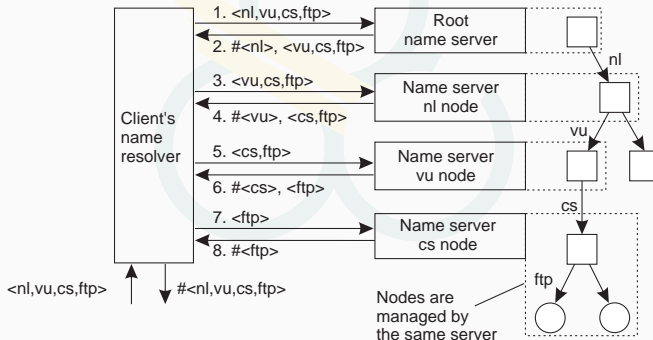 1. <nl,vu,cs,ftp>
2. #<nl>, <vu,cs,ftp>
3. <vu,cs,ftp>
4. #<vu>, <cs,ftp>
5. <cs,ftp>
6. #<cs>, <ftp>
7. <ftp>
8. #<ftp>
Client's
name
resolver
<nl,vu,cs,ftp>
#<nl,vu,cs,ftp>
Root
name server
Name server
nl node
Name server
vu node
Name server
cs node
nl
vu
cs
ftp
Nodes are
managed by
the same server